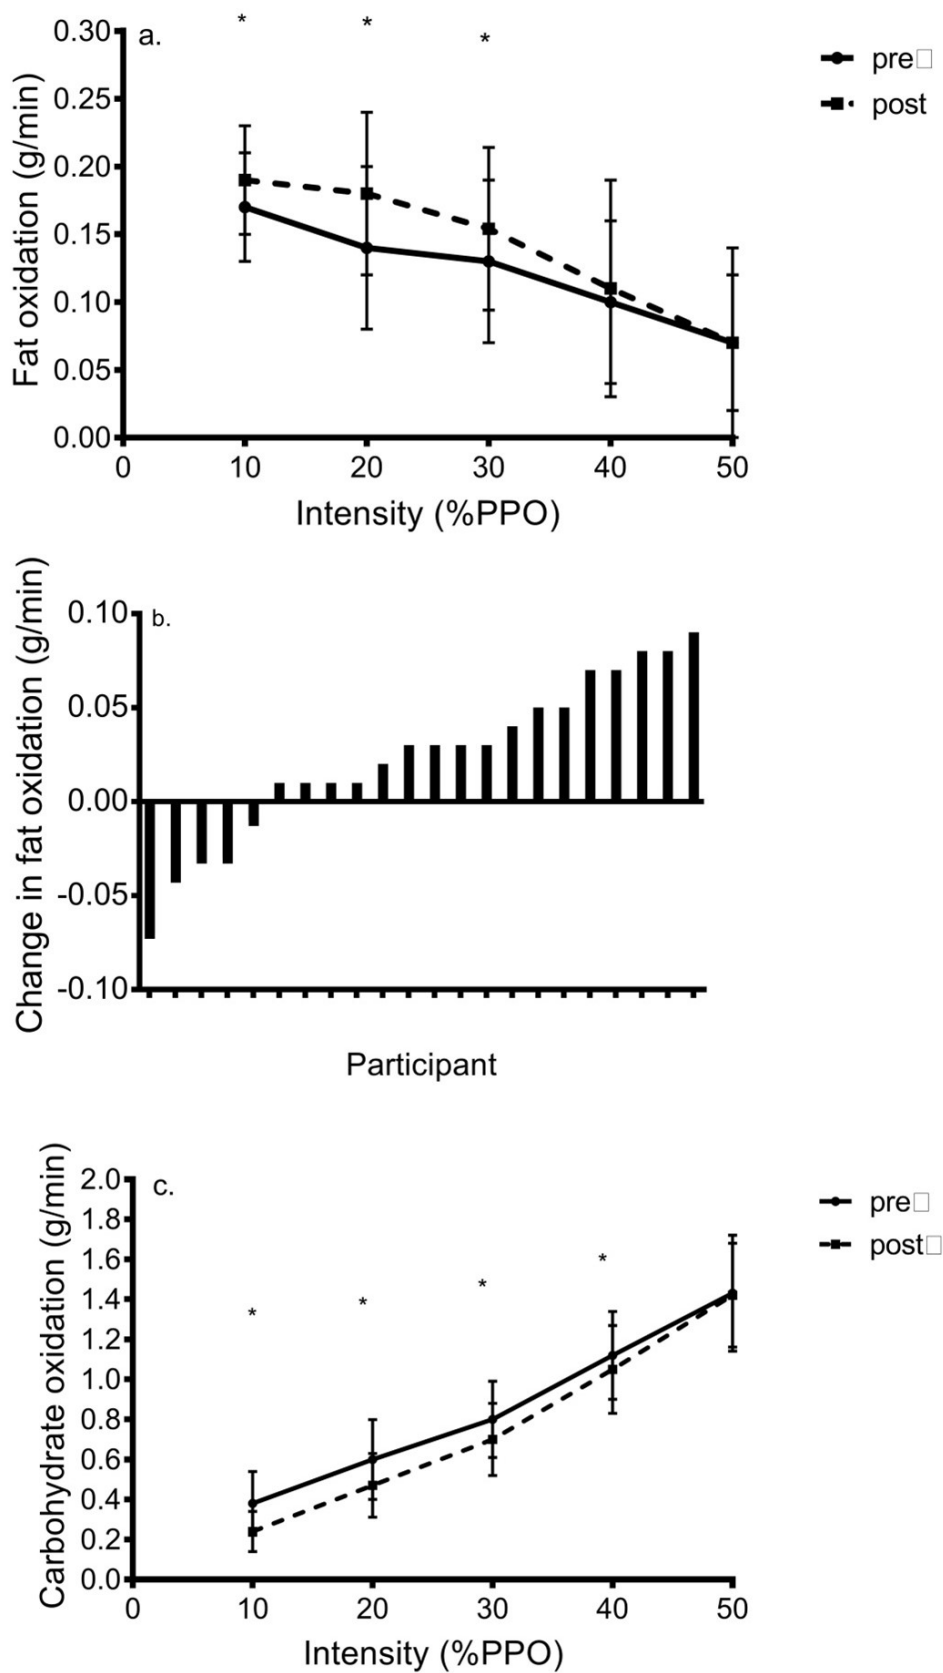 *
*
*
0.30
a.
pre□
0.25
post
0.20
0.15
0.10
0.05
0.00
Fat oxidation (g/min)
0 10 20 30 40 50
Intensity (%PPO)
0.10
b.
0.05
0.00
-0.05
-0.10
Change in fat oxidation (g/min)
Participant
2.0
c.
pre□
1.8
post□
1.6
1.4
1.2
1.0
0.8
0.6
0.4
0.2
0.0
*
*
*
*
Carbohydrate oxidation (g/min)
0 10 20 30 40 50
Intensity (%PPO)